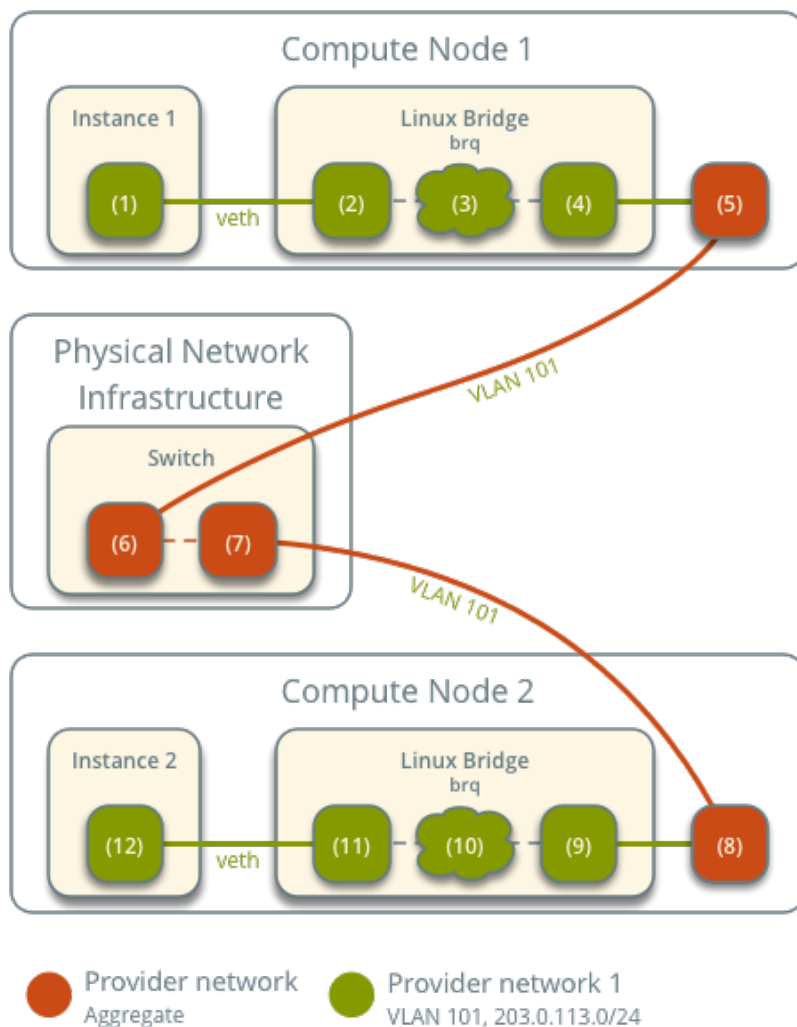 Compute Node 1
Instance 1
Linux Bridge
brq
(1)
veth
(2)
(3)
(4)
(5)
Physical Network
Infrastructure
VLAN 101
Switch
(6)
(7)
VLAN 101
Compute Node 2
Instance 2
Linux Bridge
brq
(12)
veth
(11)
(10)
(9)
(8)
Provider network
Aggregate
Provider network 1
VLAN 101, 203.0.113.0/24